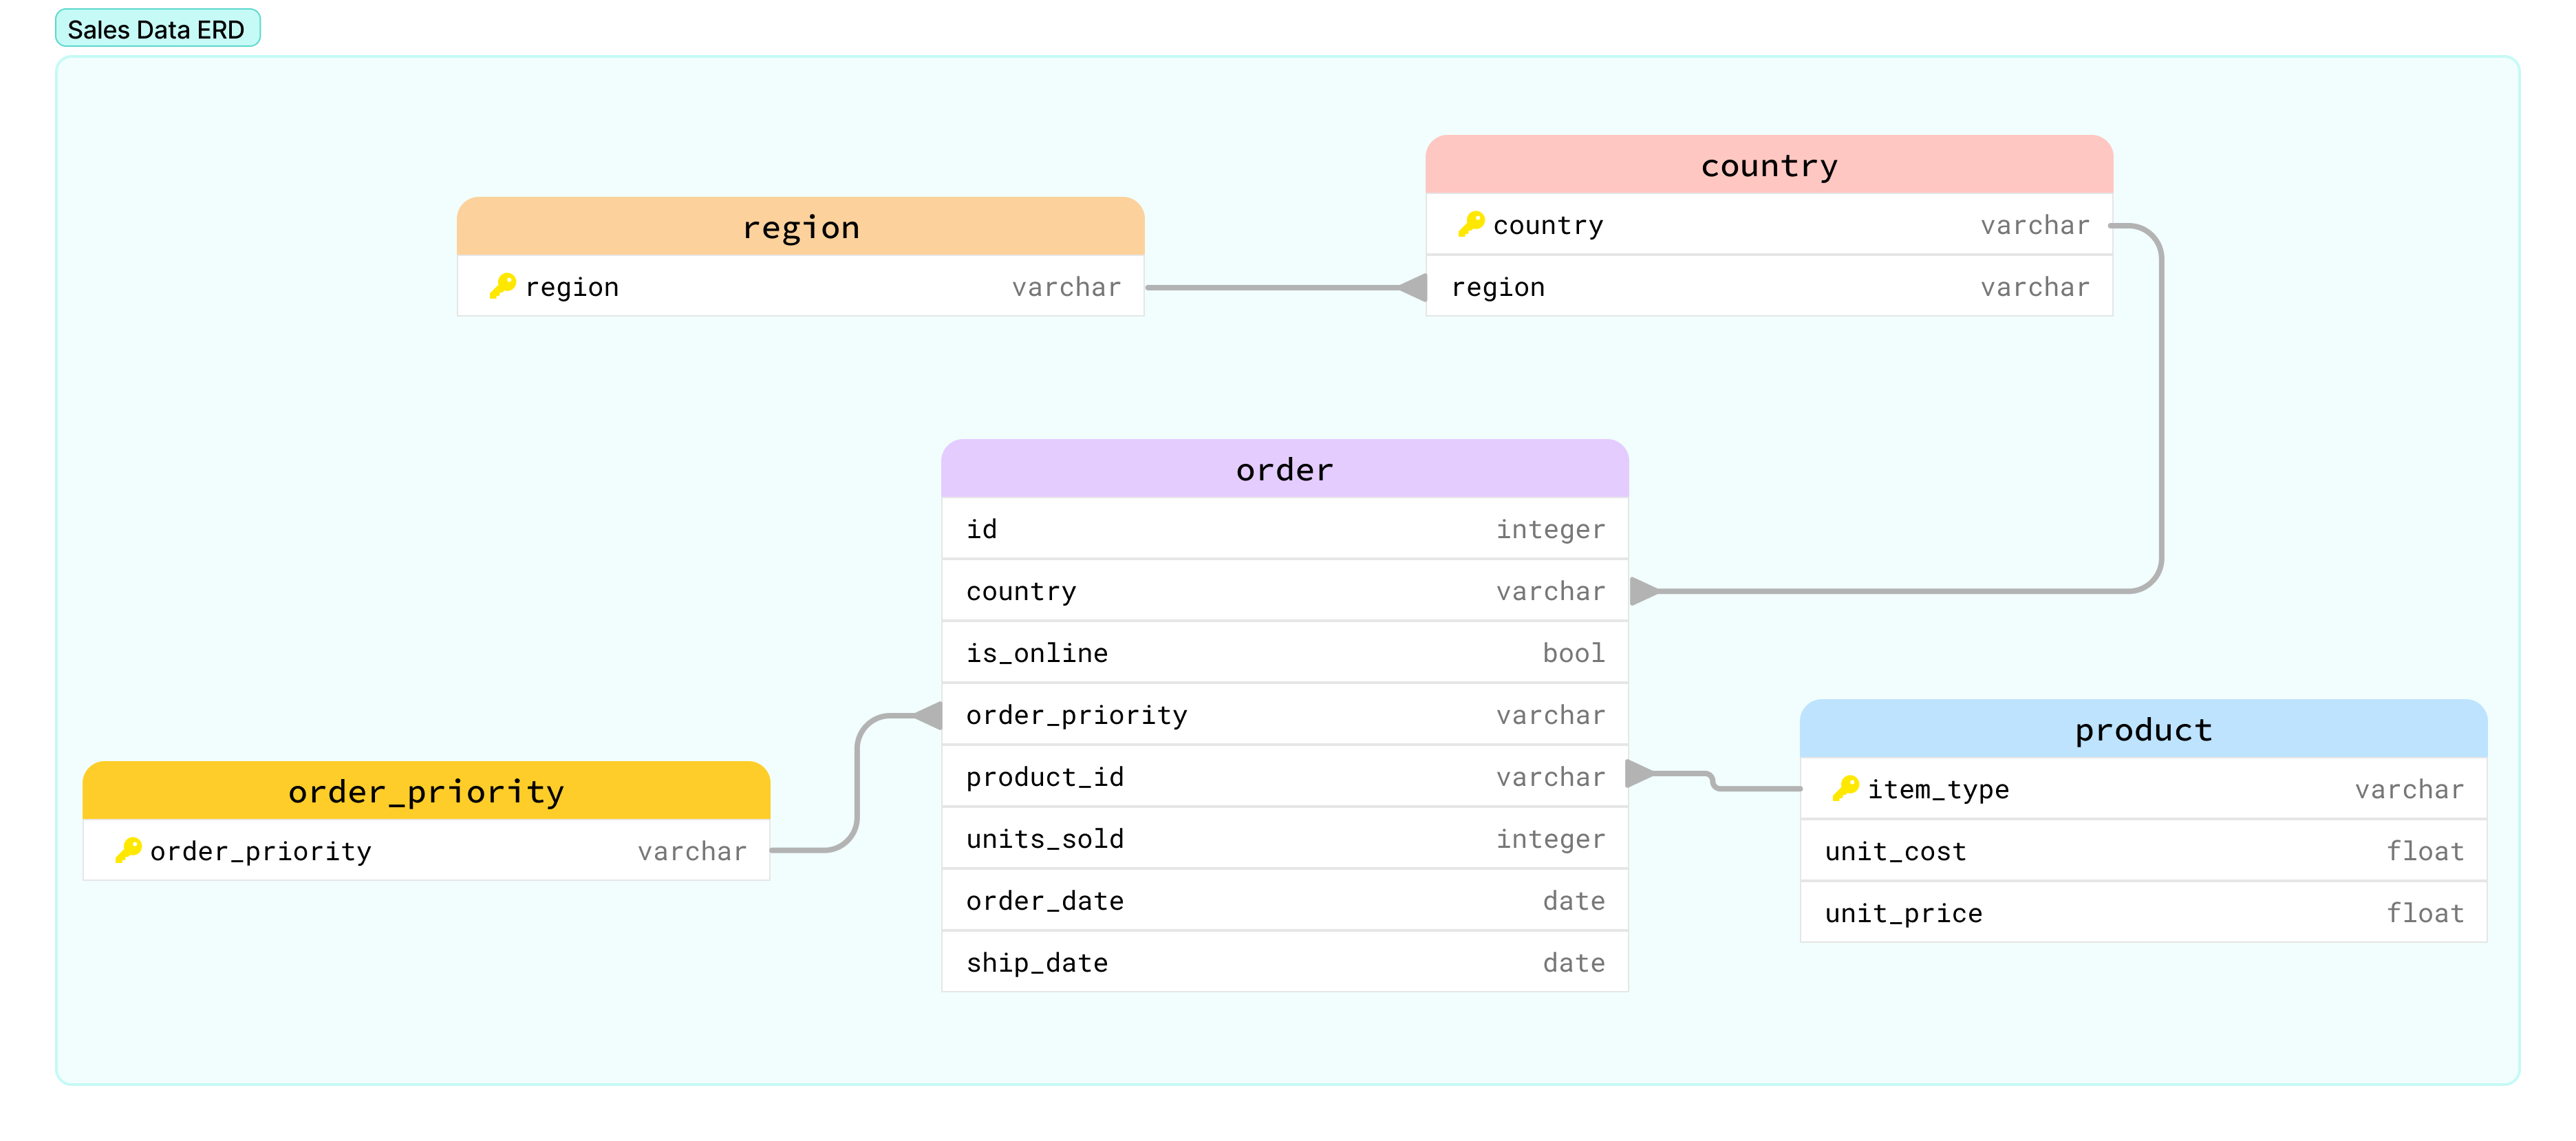 Sales Data ERD
region
region varchar
country
country varchar
region varchar
order
id integer
country varchar
is_online bool
order_priority varchar
product_id varchar
units_sold integer
order_date date
ship_date date
order_priority
order_priority varchar
product
item_type varchar
unit_cost float
unit_price float